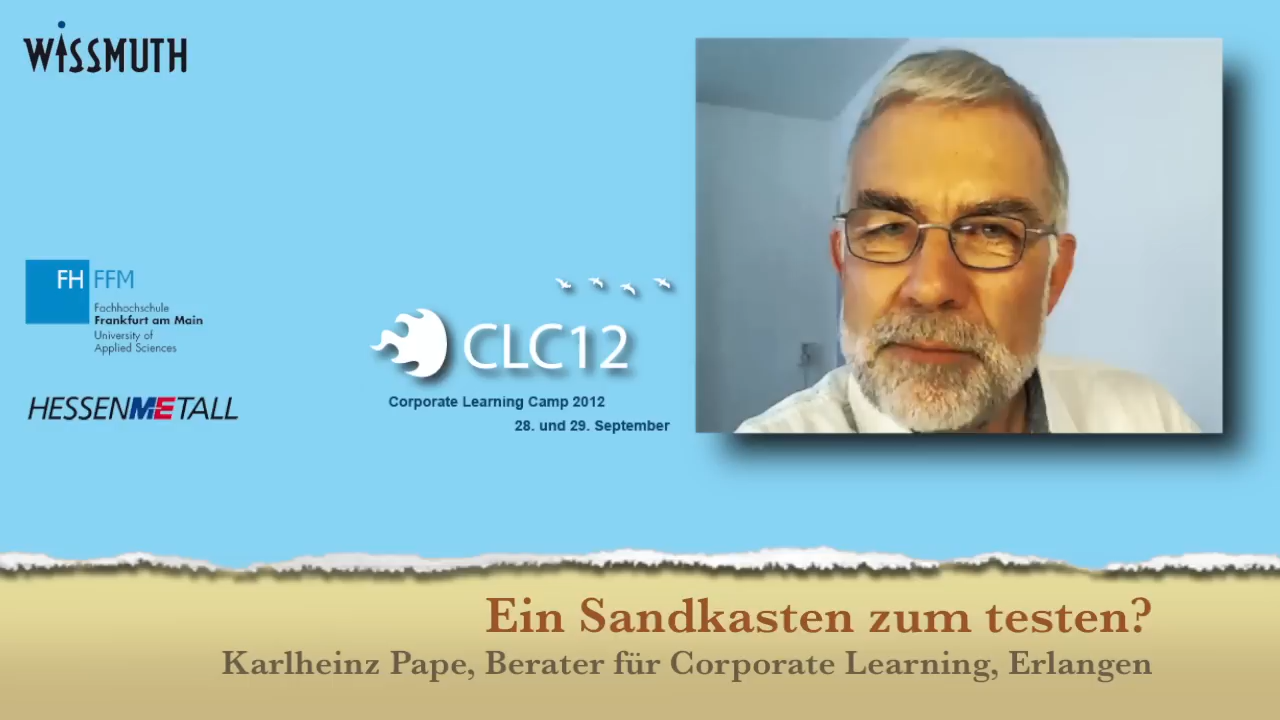 WISSMUTH
FH FFM
Fachhochschule
Frankfurt am Main
University of
Applied Sciences
HESSENMETALL
CLC12
Corporate Learning Camp 2012
28. und 29. September
Ein Sandkasten zum testen?
Karlheinz Pape, Berater für Corporate Learning, Erlangen